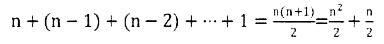 n + (n − 1) + (n − 2) + ⋯ + 1 = n(n+1)/2 = n²/2 + n/2